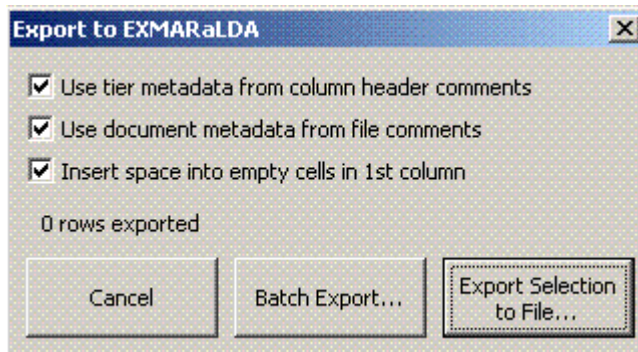 Export to EXMARaLDA
Use tier metadata from column header comments
Use document metadata from file comments
Insert space into empty cells in 1st column
0 rows exported
Cancel
Batch Export...
Export Selection
to File...